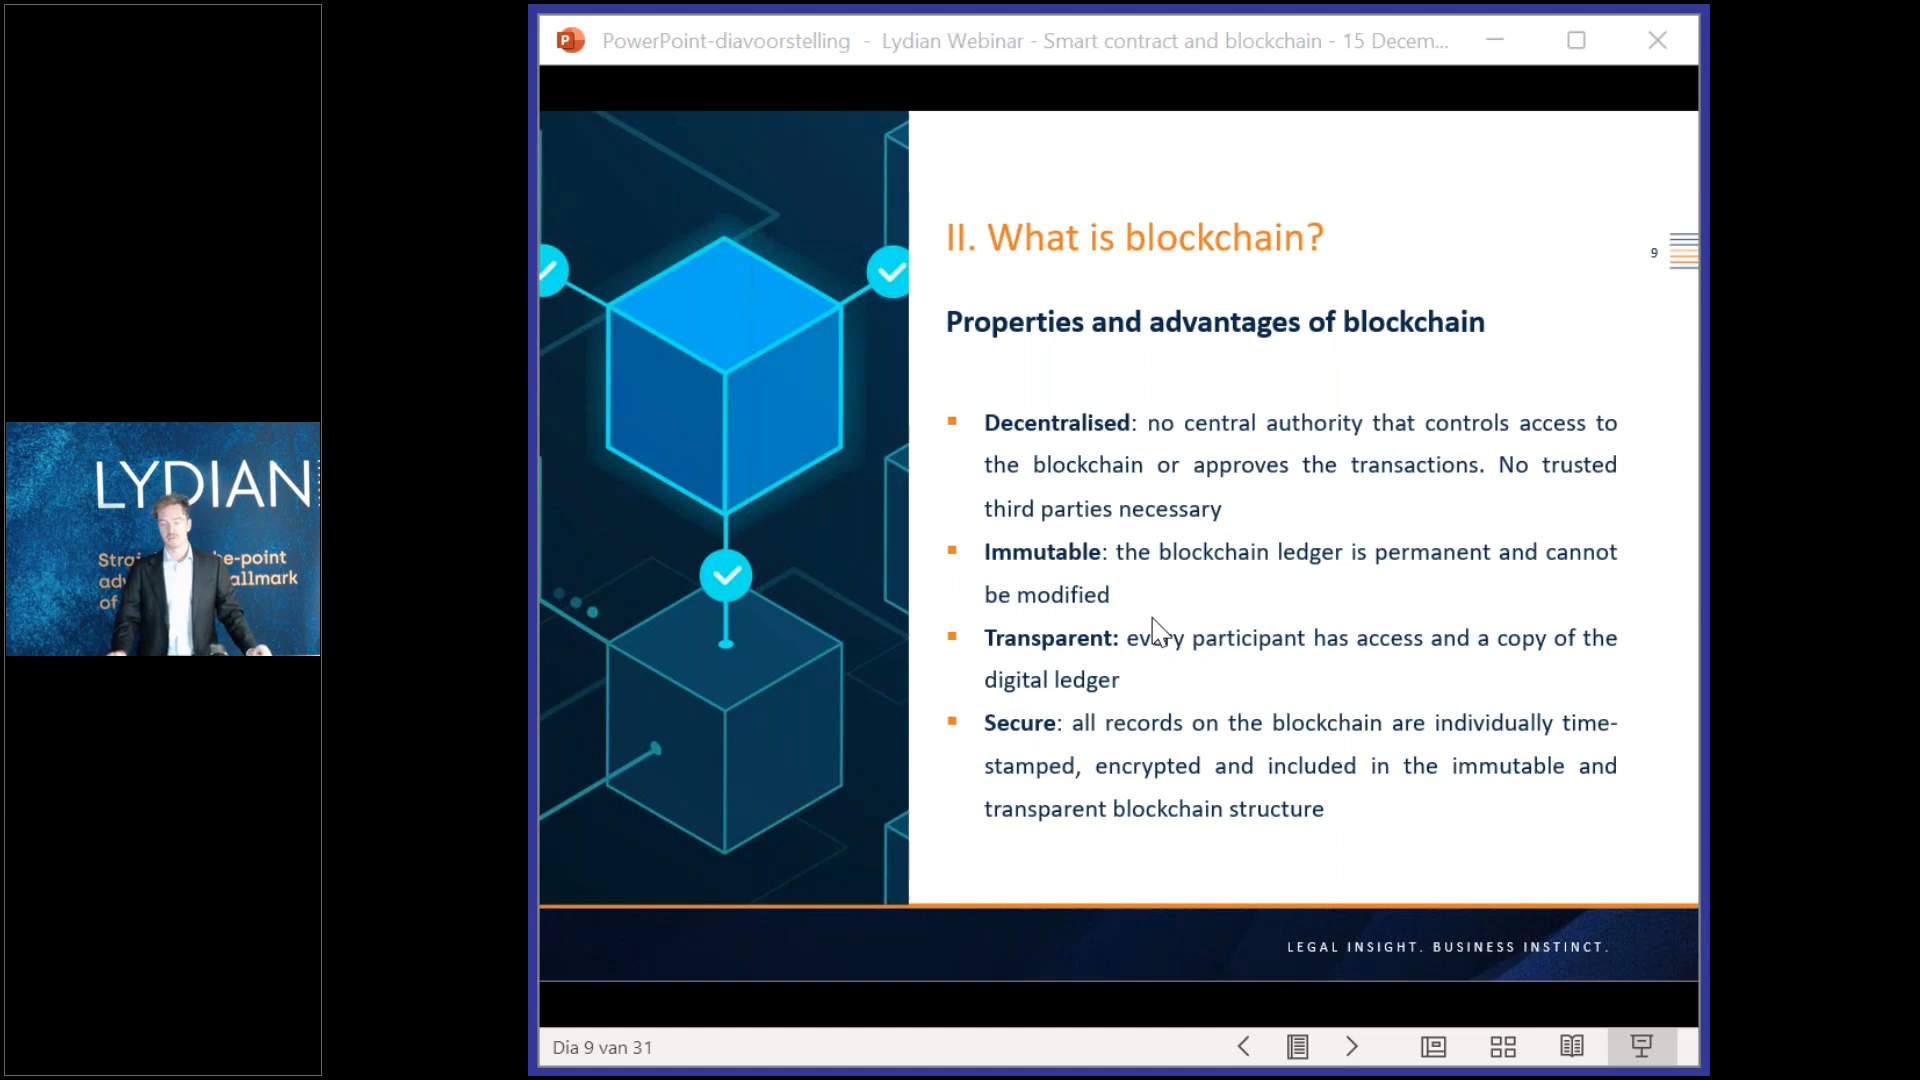 PowerPoint-diavoorstelling - Lydian Webinar - Smart contract and blockchain - 15 Decem...
LYDIAN
be-point
allmark
of
II. What is blockchain?
9
Properties and advantages of blockchain
Decentralised: no central authority that controls access to
the blockchain or approves the transactions. No trusted
third parties necessary
Immutable: the blockchain ledger is permanent and cannot
be modified
Transparent: every participant has access and a copy of the
digital ledger
Secure: all records on the blockchain are individually time-
stamped, encrypted and included in the immutable and
transparent blockchain structure
LEGAL INSIGHT. BUSINESS INSTINCT.
Dia 9 van 31